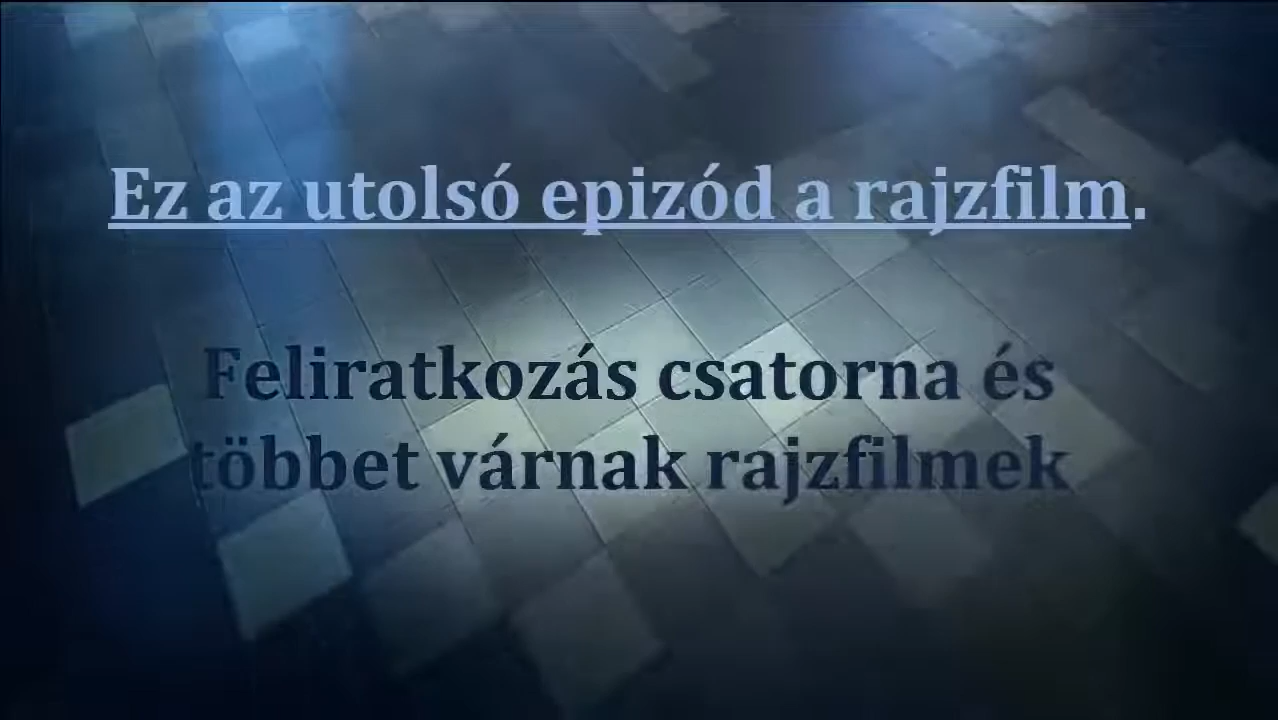 Ez az utolsó epizód a rajzfilm.
Feliratkozás csatorna és
többet várnak rajzfilmek